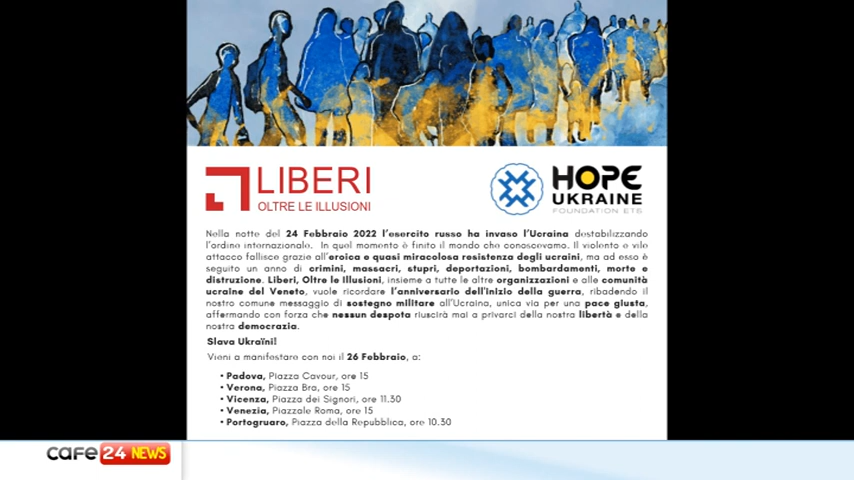 LIBERI
OLTRE LE ILLUSIONI
HOPE
UKRAINE
FOUNDATION ETS
Nella notte del 24 Febbraio 2022 l'esercito russo ha invaso l'Ucraina destabilizzando
l'ordine internazionale. In quel momento è finito il mondo che conoscevamo. Il violento e vile
attacco fallisce grazie all'eroica e quasi miracolosa resistenza degli ucraini, ma ad esso è
seguito un anno di crimini, massacri, stupri, deportazioni, bombardamenti, morte e
distruzione. Liberi, Oltre le Illusioni, insieme a tutte le altre organizzazioni e alle comunità
ucraine del Veneto, vuole ricordare l'anniversario dell'inizio della guerra, ribadendo il
nostro comune messaggio di sostegno militare all'Ucraina, unica via per una pace giusta,
affermando con forza che nessun despota riuscirà mai a privarci della nostra libertà e della
nostra democrazia.
Slava Ukraïni!
Vieni a manifestare con noi il 26 Febbraio, a:
• Padova, Piazza Cavour, ore 15
• Verona, Piazza Bra, ore 15
• Vicenza, Piazza dei Signori, ore 11.30
• Venezia, Piazzale Roma, ore 15
• Portogruaro, Piazza della Repubblica, ore 10.30
cafe 24 NEWS